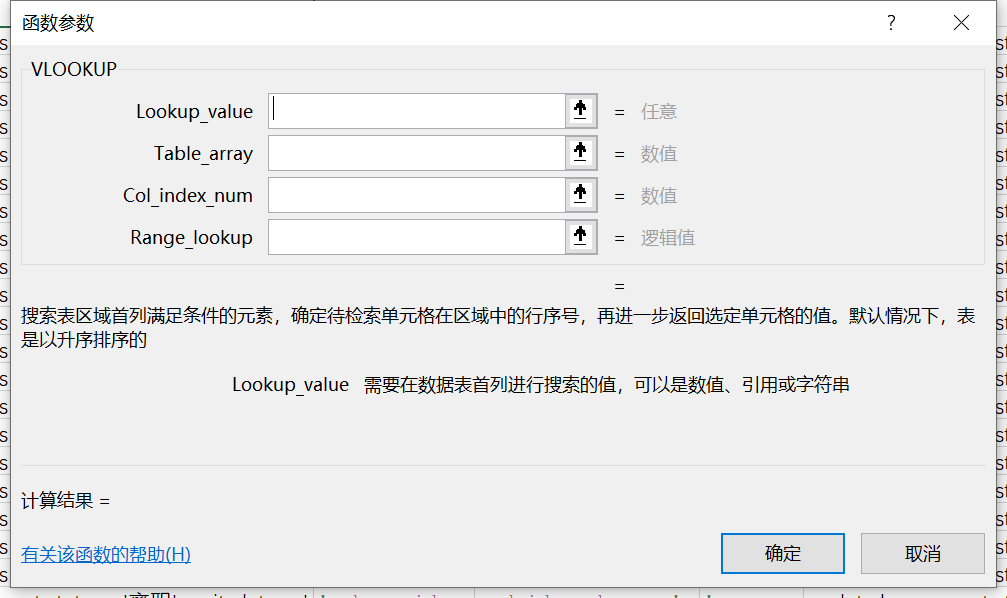 函数参数
?
VLOOKUP
Lookup_value = 任意
Table_array = 数值
Col_index_num = 数值
Range_lookup = 逻辑值
=
搜索表区域首列满足条件的元素，确定待检索单元格在区域中的行序号，再进一步返回选定单元格的值。默认情况下，表
是以升序排序的
Lookup_value 需要在数据表首列进行搜索的值，可以是数值、引用或字符串
计算结果 =
有关该函数的帮助(H)
确定
取消